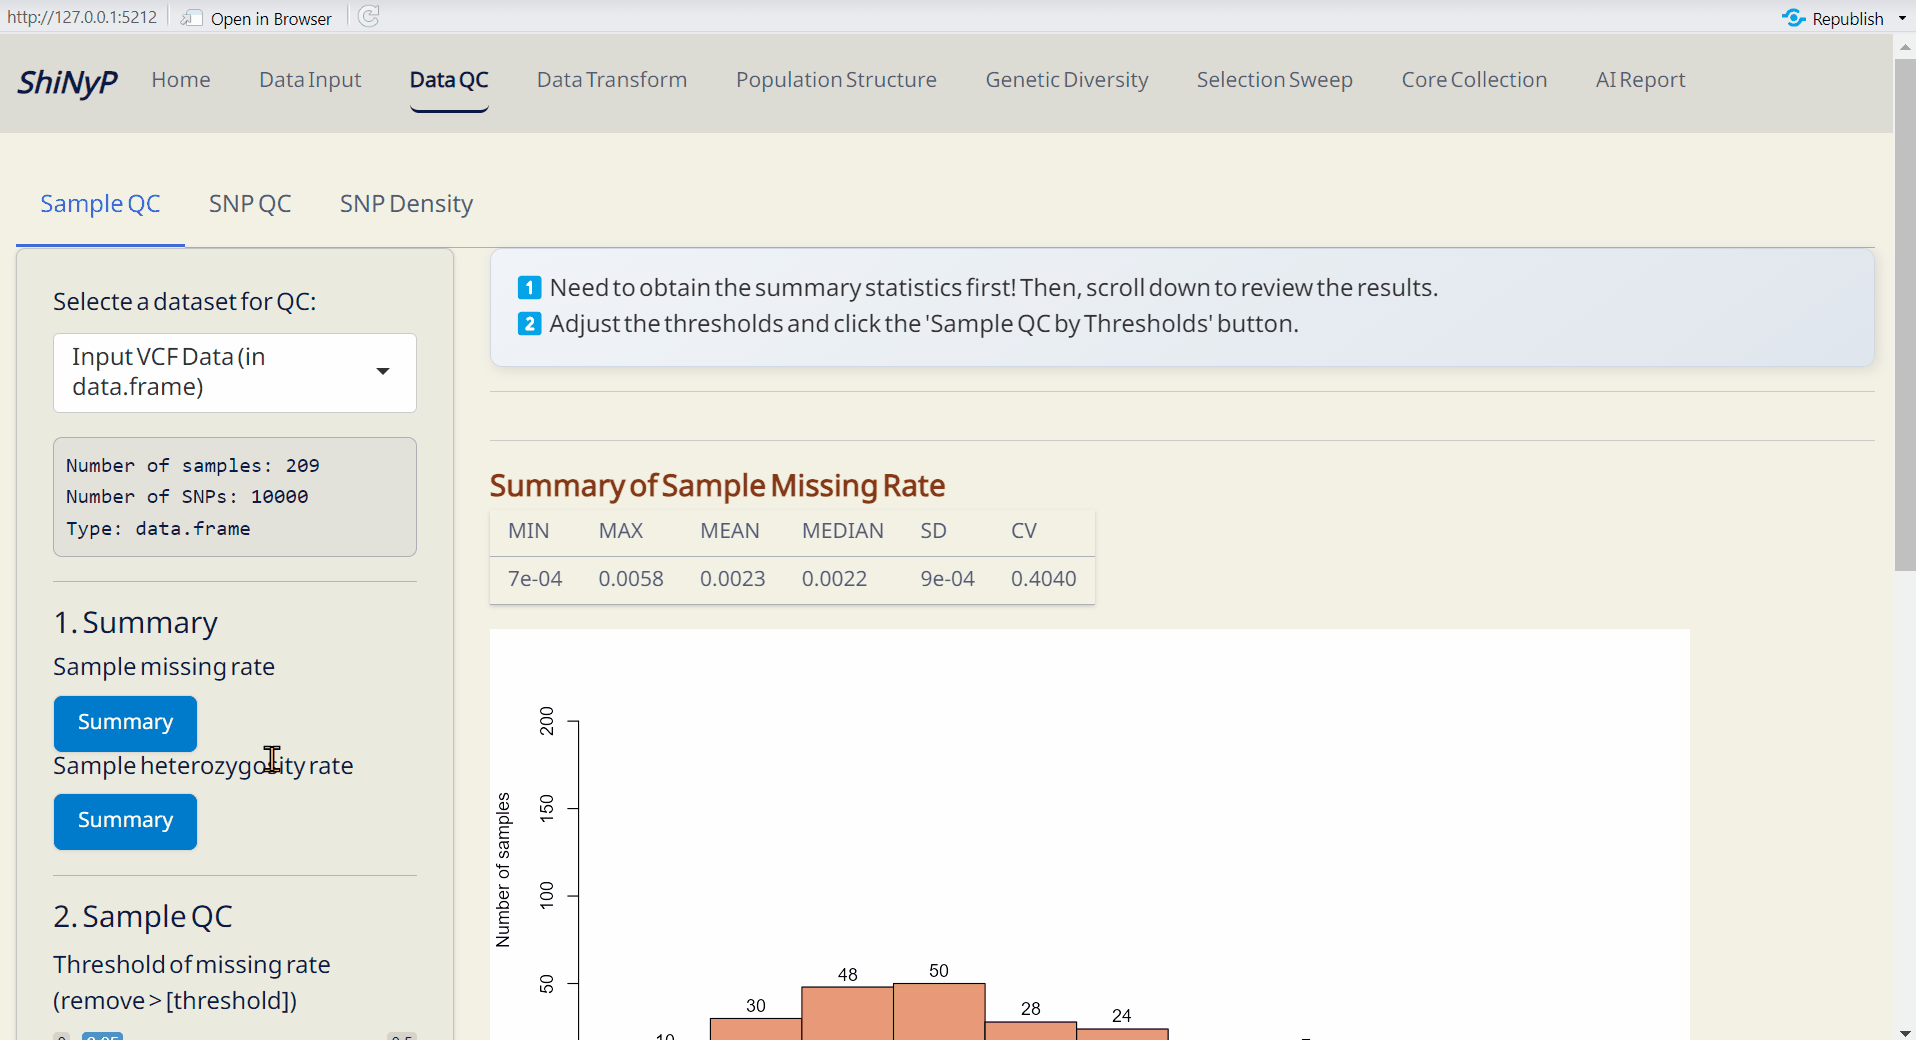 http://127.0.0.1:5212 Open in Browser Republish
ShiNyP Home Data Input Data QC Data Transform Population Structure Genetic Diversity Selection Sweep Core Collection AI Report
Sample QC SNP QC SNP Density
Selecte a dataset for QC:
Input VCF Data (in
data.frame)
Number of samples: 209
Number of SNPs: 10000
Type: data.frame
1. Summary
Sample missing rate
Summary
Sample heterozygosity rate
Summary
2. Sample QC
Threshold of missing rate
(remove > [threshold])
1 Need to obtain the summary statistics first! Then, scroll down to review the results.
2 Adjust the thresholds and click the 'Sample QC by Thresholds' button.
Summary of Sample Missing Rate
MIN MAX MEAN MEDIAN SD CV
7e-04 0.0058 0.0023 0.0022 9e-04 0.4040
Number of samples
200
150
100
50
30
48
50
28
24